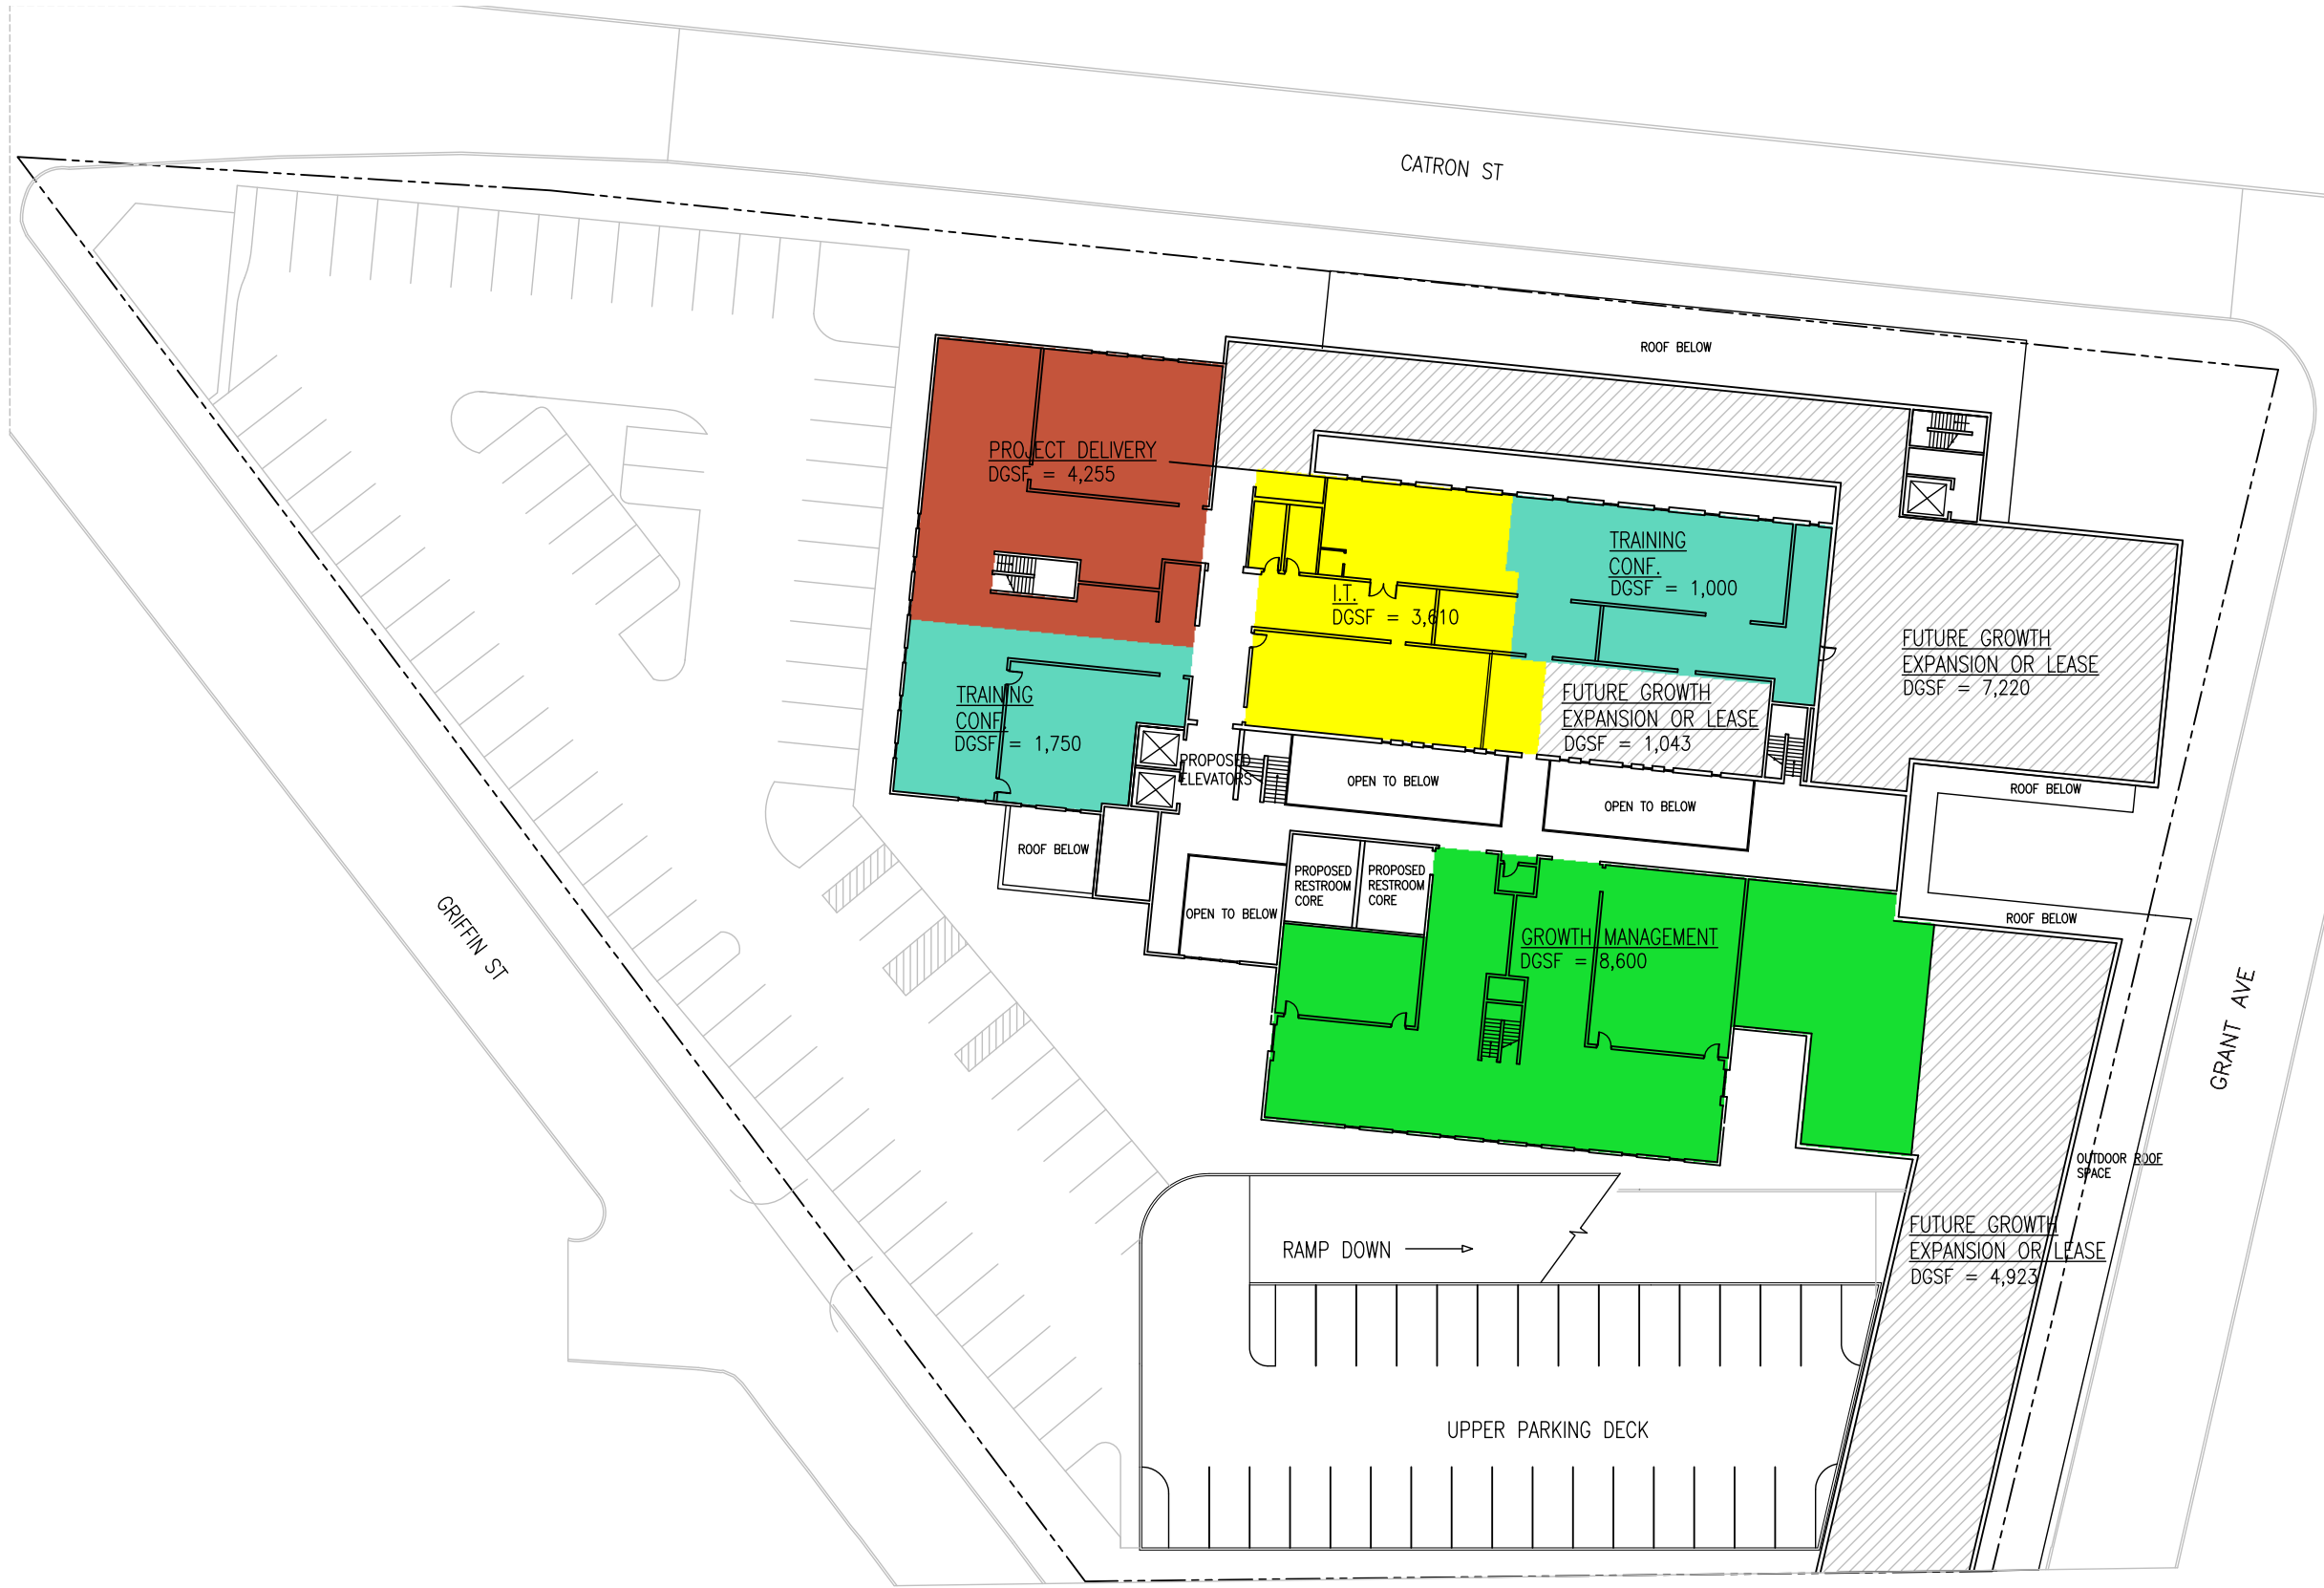 CATRON ST
ROOF BELOW
PROJECT DELIVERY
DGSF = 4,255
TRAINING
CONF.
DGSF = 1,000
I.T.
DGSF = 3,610
FUTURE GROWTH
EXPANSION OR LEASE
DGSF = 7,220
TRAINING
CONF.
DGSF = 1,750
FUTURE GROWTH
EXPANSION OR LEASE
DGSF = 1,043
PROPOSED
ELEVATORS
OPEN TO BELOW
OPEN TO BELOW
ROOF BELOW
ROOF BELOW
PROPOSED
RESTROOM
CORE
PROPOSED
RESTROOM
CORE
OPEN TO BELOW
ROOF BELOW
GRIFFIN ST
GROWTH MANAGEMENT
DGSF = 8,600
GRANT AVE
OUTDOOR ROOF
SPACE
FUTURE GROWTH
EXPANSION OR LEASE
DGSF = 4,923
RAMP DOWN
UPPER PARKING DECK